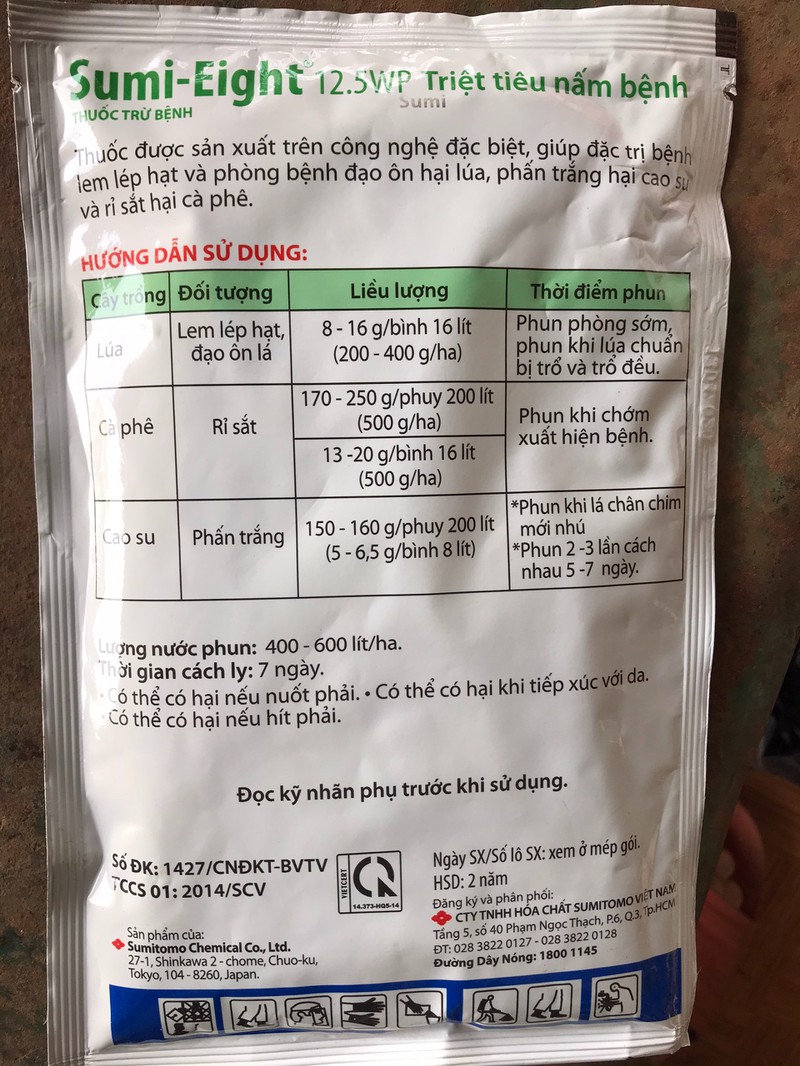 Sumi-Eight® 12.5WP Triệt tiêu nấm bệnh
Sumi
THUỐC TRỪ BỆNH
Thuốc được sản xuất trên công nghệ đặc biệt, giúp đặc trị bệnh
lem lép hạt và phòng bệnh đạo ôn hại lúa, phấn trắng hại cao su
và rỉ sắt hại cà phê.
HƯỚNG DẪN SỬ DỤNG:
Cây trồng Đối tượng Liều lượng Thời điểm phun
Lúa
Lem lép hạt,
đạo ôn lá
8 - 16 g/bình 16 lít
(200 - 400 g/ha)
Phun phòng sớm,
phun khi lúa chuẩn
bị trổ và trổ đều.
Cà phê
Rỉ sắt
170 - 250 g/phuy 200 lít
(500 g/ha)
13 -20 g/bình 16 lít
(500 g/ha)
Phun khi chớm
xuất hiện bệnh.
Cao su
Phấn trắng
150 - 160 g/phuy 200 lít
(5 - 6,5 g/bình 8 lít)
*Phun khi lá chân chim
mới nhú
*Phun 2 -3 lần cách
nhau 5 -7 ngày.
Lượng nước phun: 400 - 600 lít/ha.
Thời gian cách ly: 7 ngày.
• Có thể có hại nếu nuốt phải. • Có thể có hại khi tiếp xúc với da.
• Có thể có hại nếu hít phải.
Đọc kỹ nhãn phụ trước khi sử dụng.
Số ĐK: 1427/CNĐKT-BVTV
TCCS 01: 2014/SCV
VIETCERT
14.373-HQ5-14
Ngày SX/Số lô SX: xem ở mép gói.
HSD: 2 năm
Đăng ký và phân phối:
CTY TNHH HÓA CHẤT SUMITOMO VIỆT NAM
Tầng 5, số 40 Phạm Ngọc Thạch, P.6, Q.3, Tp.HCM
ĐT: 028 3822 0127 - 028 3822 0128
Đường Dây Nóng: 1800 1145
Sản phẩm của:
Sumitomo Chemical Co., Ltd.
27-1, Shinkawa 2 - chome, Chuo-ku,
Tokyo, 104 - 8260, Japan.